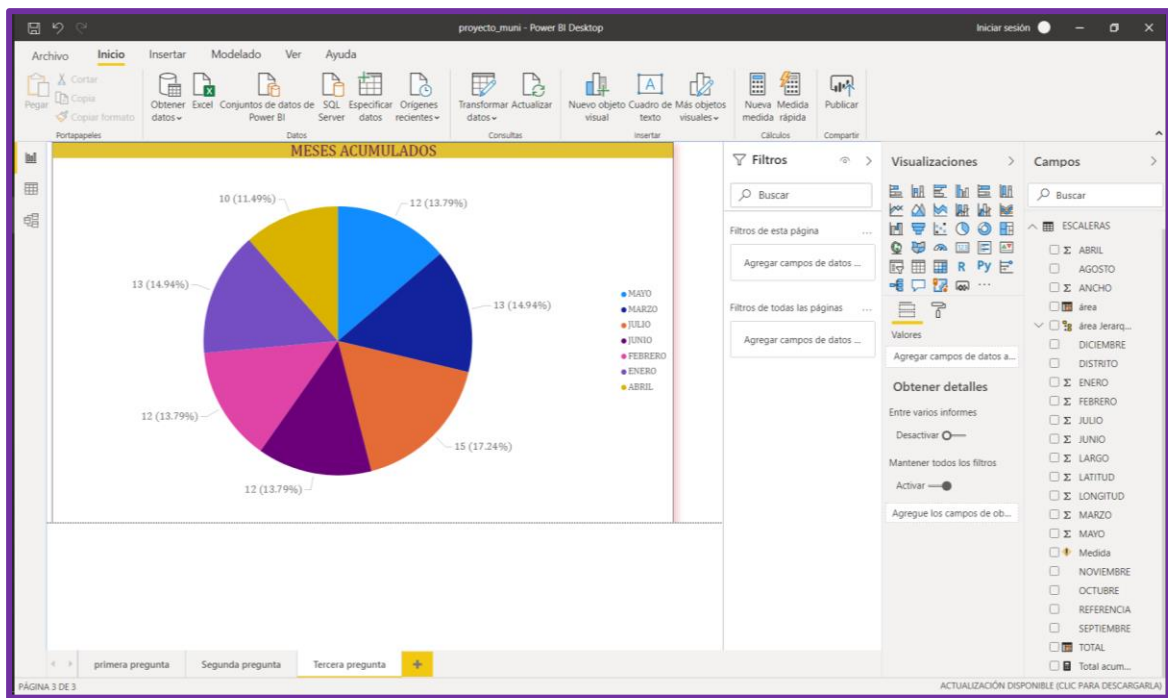 proyecto_muni - Power BI Desktop
Iniciar sesión
Archivo Inicio Insertar Modelado Ver Ayuda
Pegar
Cortar
Copia
Copiar formato
Portapapeles
Obtener datos
Excel
Conjuntos de datos de Power BI
SQL Server
Especificar datos
Orígenes recientes
Datos
Transformar datos
Actualizar
Consultas
Nuevo objeto visual
Cuadro de texto
Más objetos visuales
Insertar
Nueva medida
Medida rápida
Cálculos
Publicar
Compartir
MESES ACUMULADOS
10 (11.49%)
12 (13.79%)
13 (14.94%)
13 (14.94%)
12 (13.79%)
15 (17.24%)
12 (13.79%)
MAYO
MARZO
JULIO
JUNIO
FEBRERO
ENERO
ABRIL
Filtros
Buscar
Filtros de esta página ...
Agregar campos de datos ...
Filtros de todas las páginas ...
Agregar campos de datos ...
Visualizaciones
R Py
...
Valores
Agregar campos de datos a...
Obtener detalles
Entre varios informes
Desactivar
Mantener todos los filtros
Activar
Agregue los campos de ob...
Campos
Buscar
ESCALERAS
Σ ABRIL
AGOSTO
Σ ANCHO
área
área Jerarq...
DICIEMBRE
DISTRITO
Σ ENERO
Σ FEBRERO
Σ JULIO
Σ JUNIO
Σ LARGO
Σ LATITUD
Σ LONGITUD
Σ MARZO
Σ MAYO
Medida
NOVIEMBRE
OCTUBRE
REFERENCIA
SEPTIEMBRE
TOTAL
Total acum...
primera pregunta Segunda pregunta Tercera pregunta +
PÁGINA 3 DE 3
ACTUALIZACIÓN DISPONIBLE (CLIC PARA DESCARGARLA)